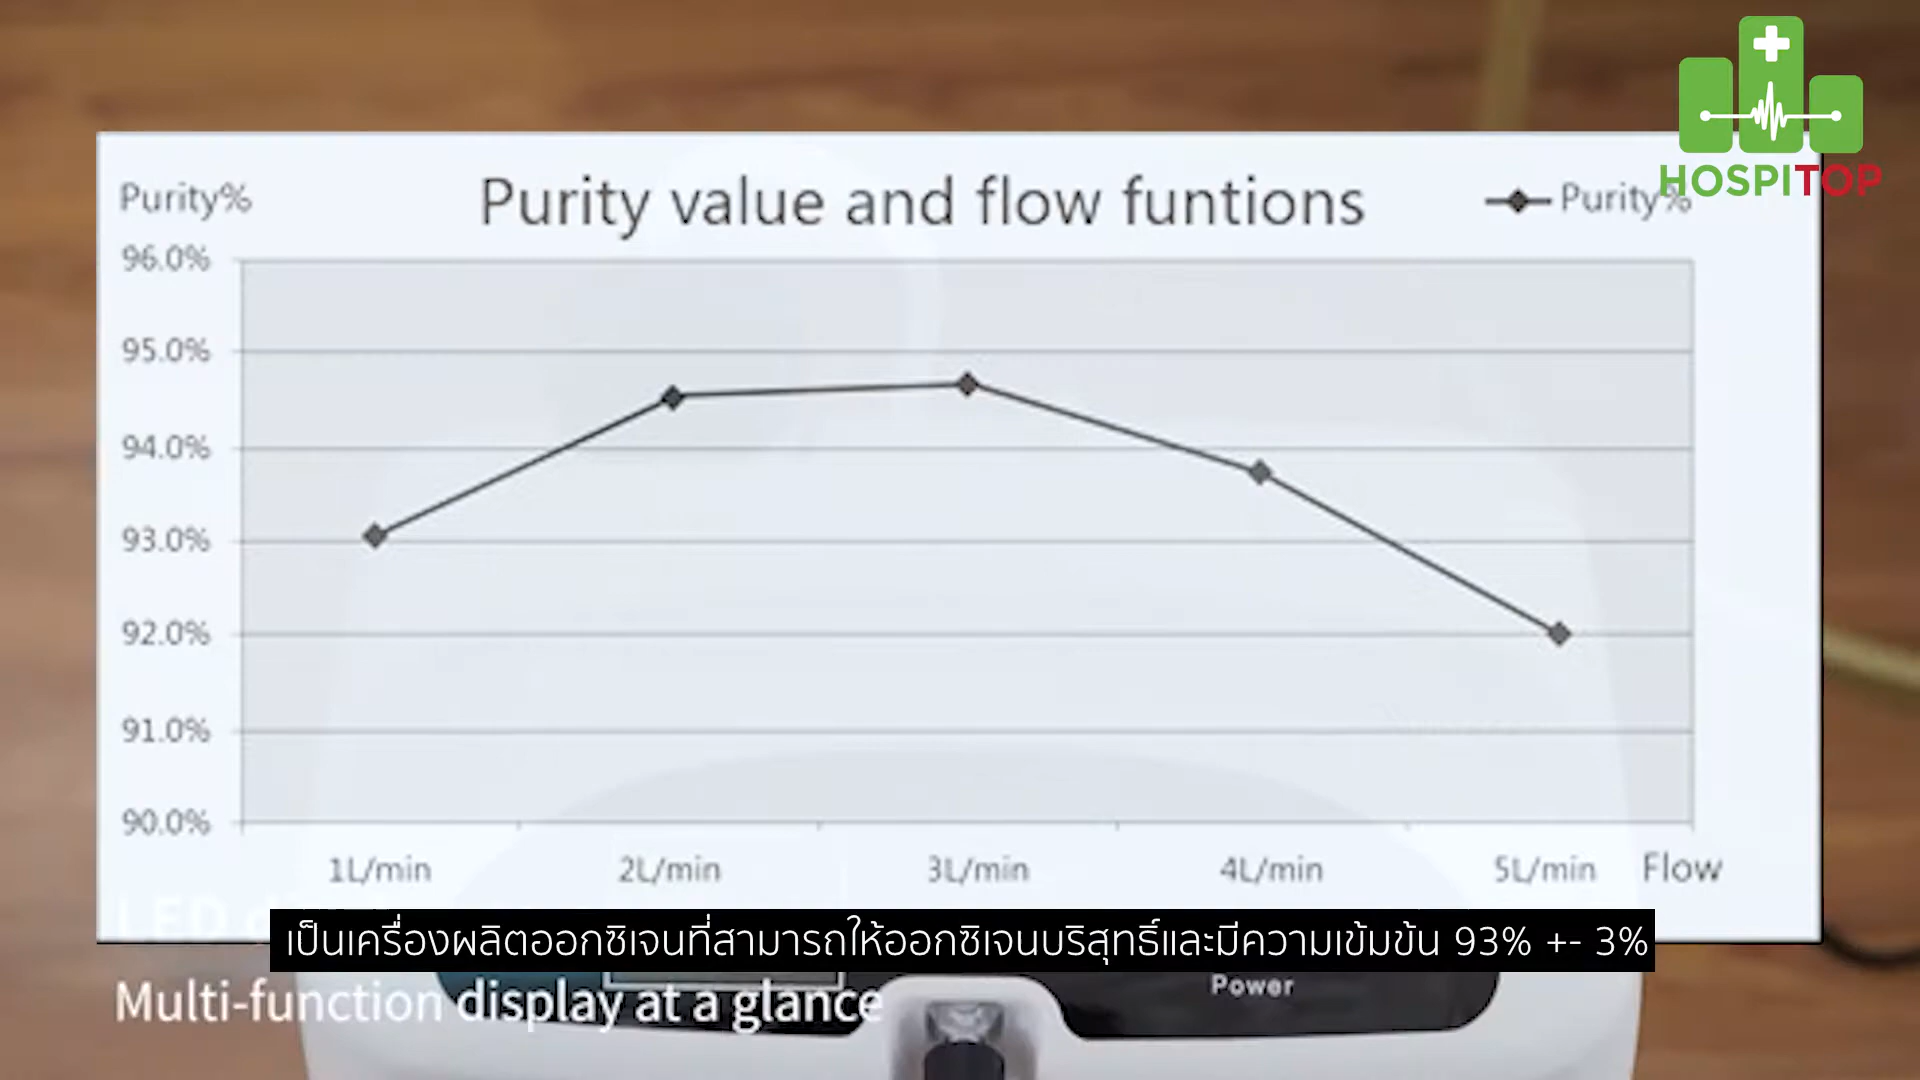 HOSPITOP
Purity%
Purity value and flow funtions
Purity%
96.0%
95.0%
94.0%
93.0%
92.0%
91.0%
90.0%
1L/min
2L/min
3L/min
4L/min
5L/min
Flow
LED
เป็นเครื่องผลิตออกซิเจนที่สามารถให้ออกซิเจนบริสุทธิ์และมีความเข้มข้น 93% +- 3%
Power
Multi-function display at a glance